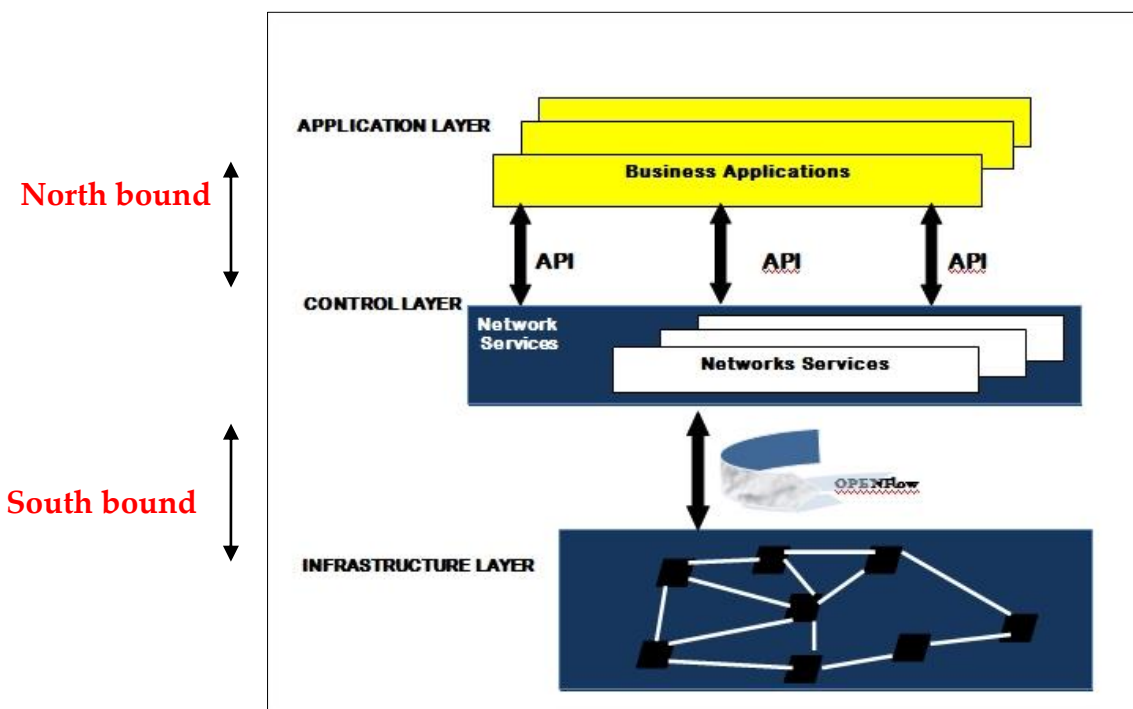 APPLICATION LAYER
Business Applications
North bound
API
API
API
CONTROL LAYER
Network
Services
Networks Services
OPENFlow
South bound
INFRASTRUCTURE LAYER